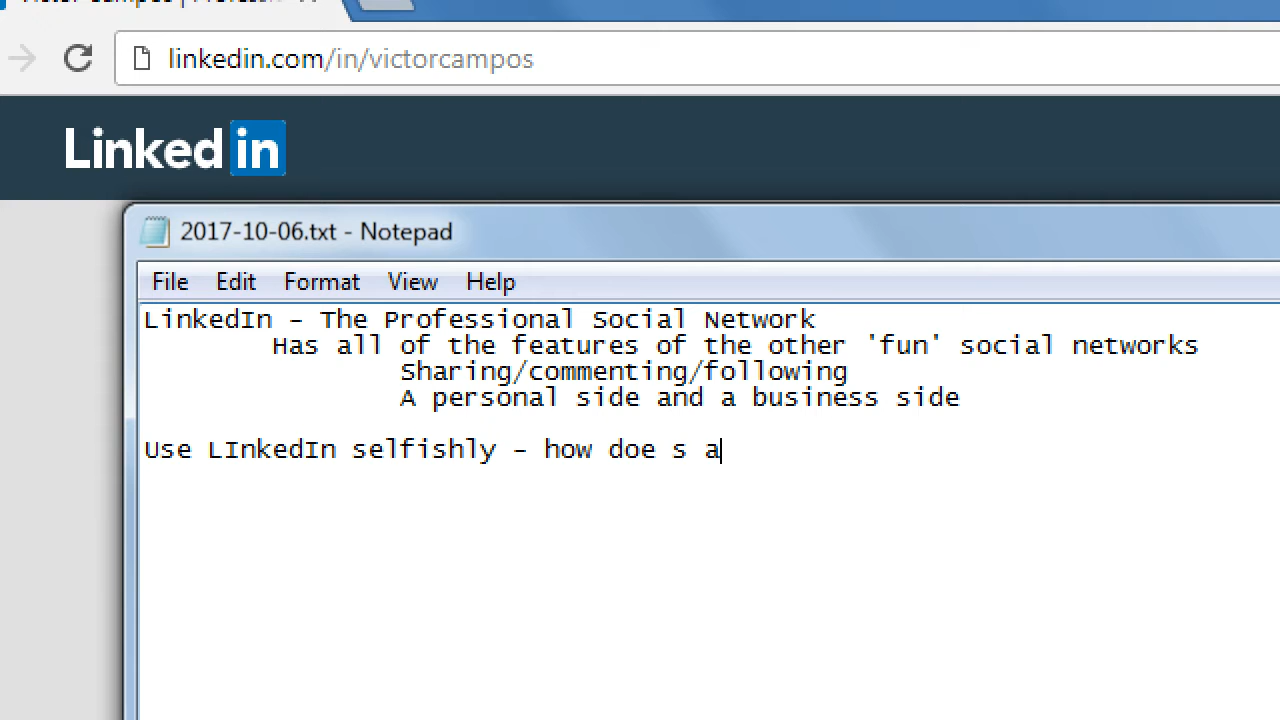 linkedin.com/in/victorcampos
Linked in
2017-10-06.txt - Notepad
File Edit Format View Help
LinkedIn - The Professional Social Network
Has all of the features of the other 'fun' social networks
Sharing/commenting/following
A personal side and a business side
Use LInkedIn selfishly - how doe s a